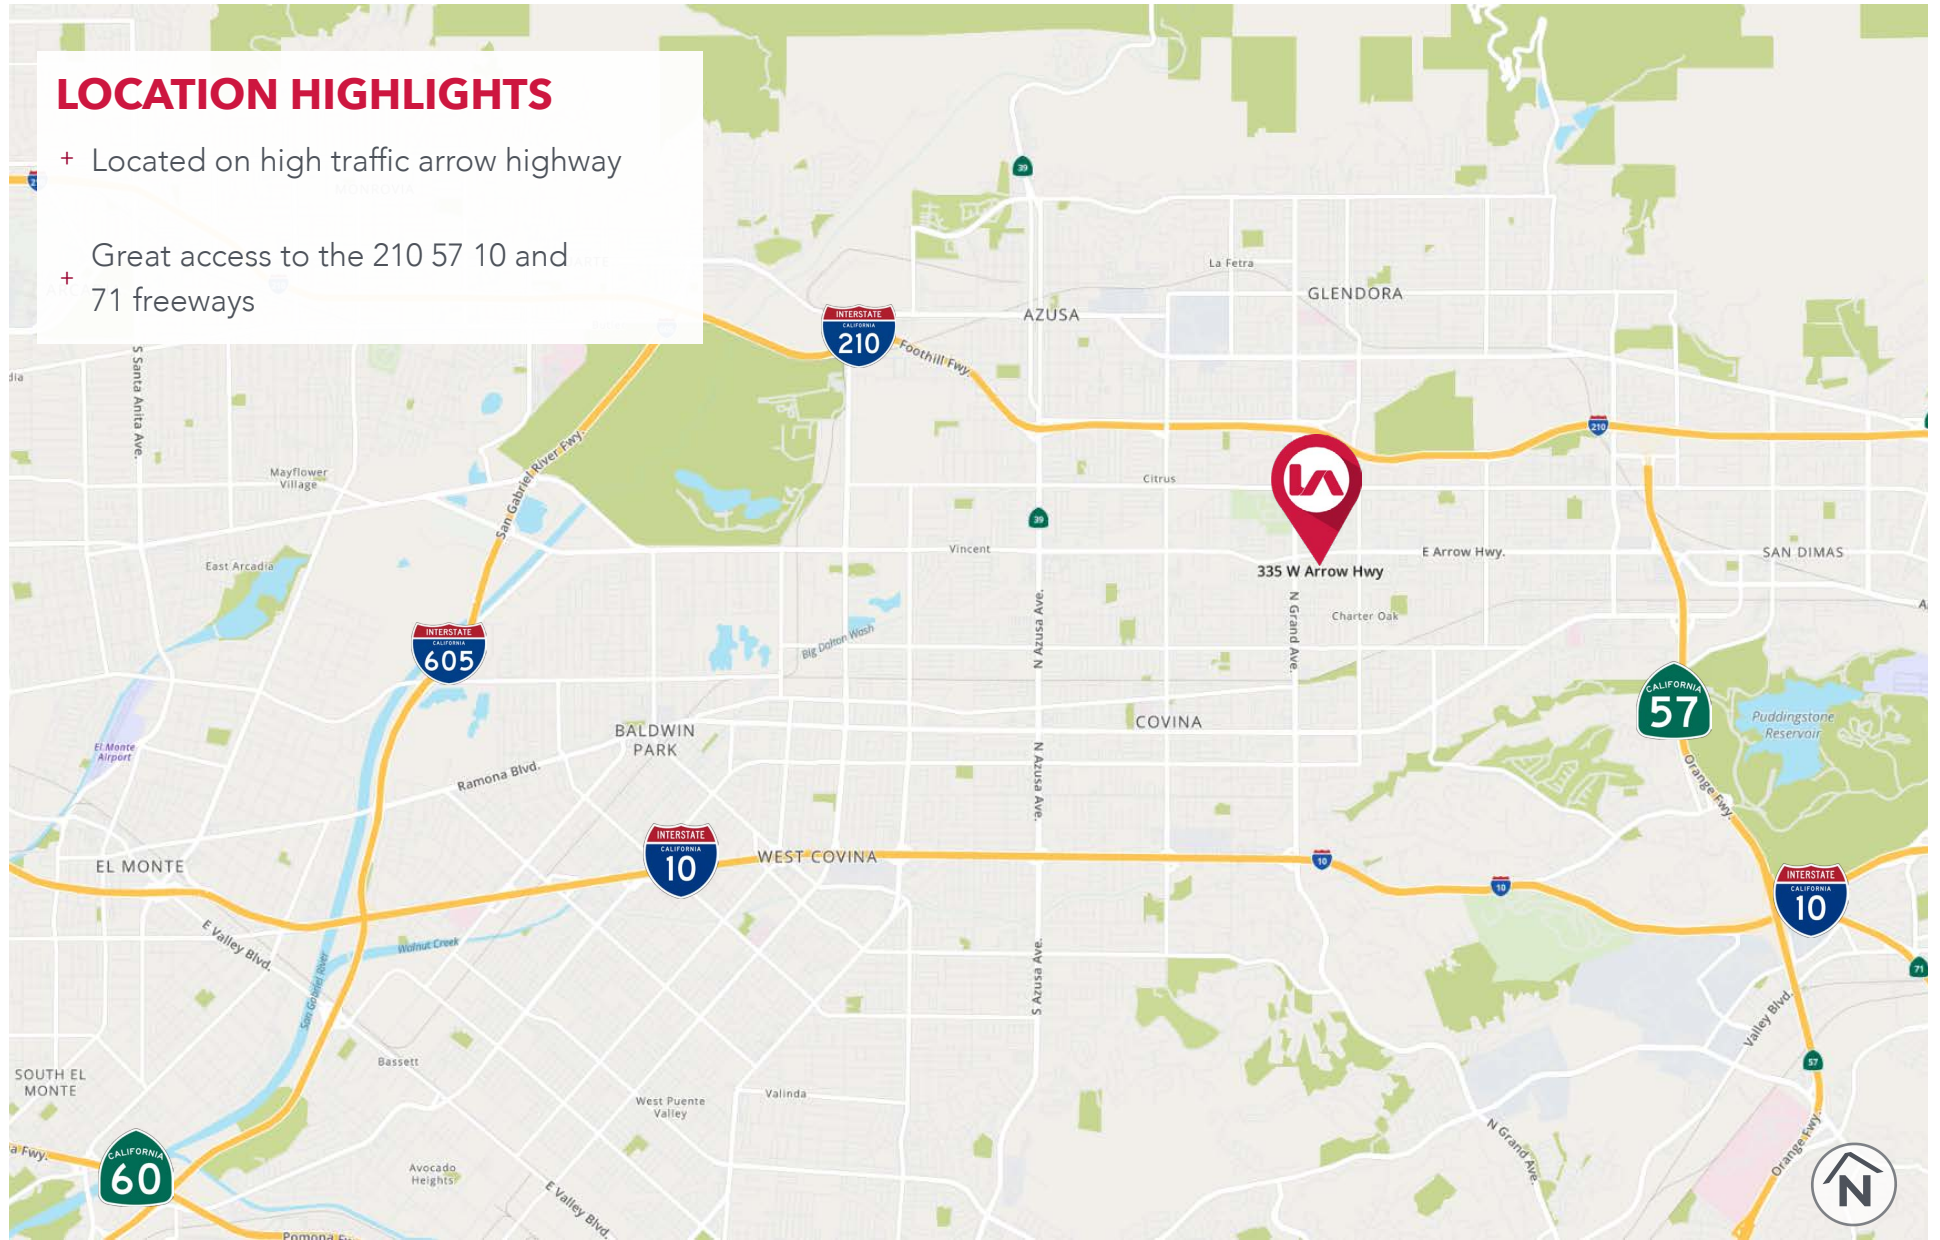 LOCATION HIGHLIGHTS
+ Located on high traffic arrow highway
+ Great access to the 210 57 10 and
71 freeways
39
La Fetra
GLENDORA
AZUSA
INTERSTATE
CALIFORNIA
210
Foothill Fwy.
S Santa Anita Ave.
dia
210
San Gabriel River Fwy.
Mayflower
Village
Citrus
LA
39
Vincent
E Arrow Hwy.
SAN DIMAS
335 W Arrow Hwy
East Arcadia
N Azusa Ave.
N Grand Ave.
Charter Oak
A
INTERSTATE
CALIFORNIA
605
Big Dalton Wash
CALIFORNIA
57
Puddingstone
Reservoir
BALDWIN
PARK
COVINA
El Monte
Airport
Ramona Blvd.
N Azusa Ave.
Orange Fwy.
INTERSTATE
CALIFORNIA
10
WEST COVINA
10
10
EL MONTE
INTERSTATE
CALIFORNIA
10
E Valley Blvd.
Walnut Creek
San Gabriel River
S Azusa Ave.
71
Valley Blvd.
Bassett
57
SOUTH EL
MONTE
Valinda
West Puente
Valley
N Grand Ave.
Orange Fwy.
a Fwy.
CALIFORNIA
60
Avocado
Heights
E Valley Blvd.
N
Pomona Fw